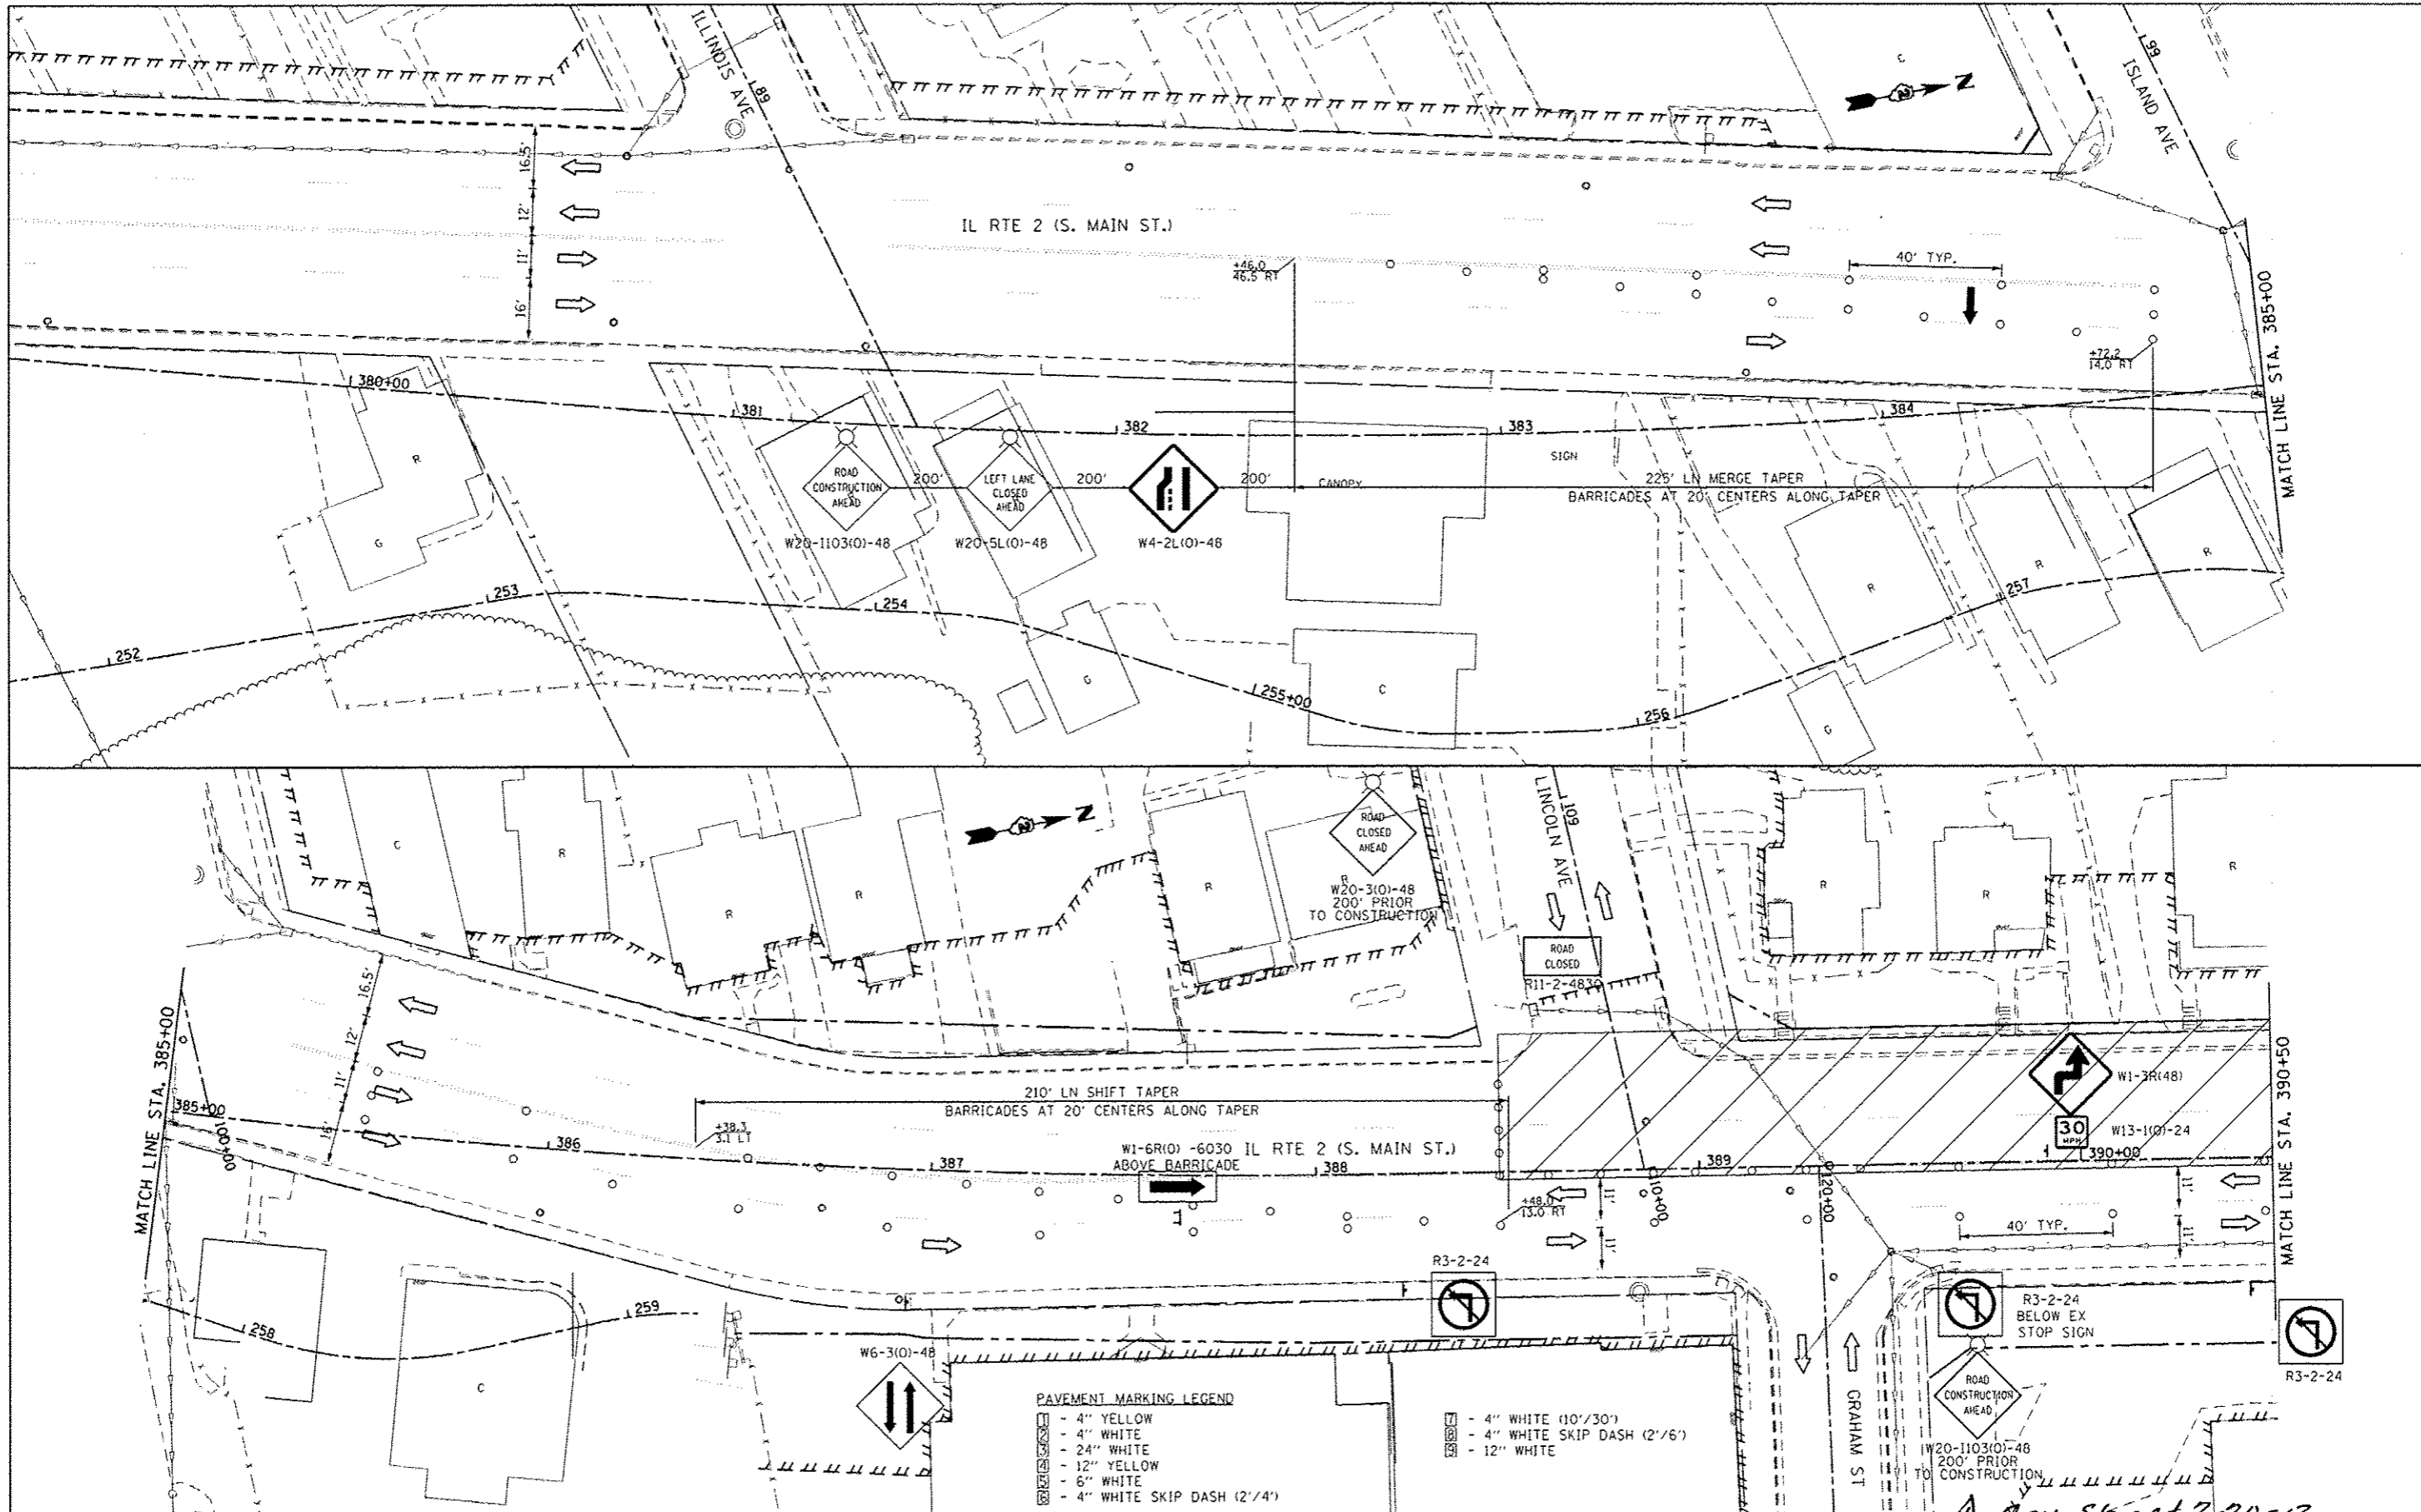 ILLINOIS AVE
89
99
ISLAND AVE
C
N
16.5'
12'
11'
16'
IL RTE 2 (S. MAIN ST.)
+46.0
46.5 RT
40' TYP.
+72.2
14.0 RT
MATCH LINE STA. 385+00
380+00
381
382
383
384
SIGN
R
G
ROAD
CONSTRUCTION
AHEAD
200'
LEFT LANE
CLOSED
AHEAD
200'
200'
CANOPY
225' LN MERGE TAPER
BARRICADES AT 20' CENTERS ALONG TAPER
W20-I103(O)-48
W20-5L(O)-48
W4-2L(O)-48
R
R
R
252
253
254
255+00
256
257
G
C
G
C
R
R
R
R
N
ROAD
CLOSED
AHEAD
R
W20-3(O)-48
200' PRIOR
TO CONSTRUCTION
LINCOLN AVE
109
ROAD
CLOSED
R11-2-4830
R
R
R
MATCH LINE STA. 385+00
16.5'
12'
11'
16'
385+00
100+00
386
387
388
389
390+00
210' LN SHIFT TAPER
BARRICADES AT 20' CENTERS ALONG TAPER
+38.3
3.1 LT
W1-6R(O) -6030
ABOVE BARRICADE
IL RTE 2 (S. MAIN ST.)
+48.0
13.0 RT
11'
11'
110+00
120+00
W1-3R(48)
30
MPH
W13-1(O)-24
40' TYP.
11'
11'
MATCH LINE STA. 390+50
258
259
C
W6-3(O)-48
R3-2-24
R3-2-24
BELOW EX
STOP SIGN
R3-2-24
GRAHAM ST
ROAD
CONSTRUCTION
AHEAD
W20-I103(O)-48
200' PRIOR
TO CONSTRUCTION
PAVEMENT MARKING LEGEND
1 - 4" YELLOW
2 - 4" WHITE
3 - 24" WHITE
4 - 12" YELLOW
5 - 6" WHITE
6 - 4" WHITE SKIP DASH (2'/4')
7 - 4" WHITE (10'/30')
8 - 4" WHITE SKIP DASH (2'/6')
9 - 12" WHITE